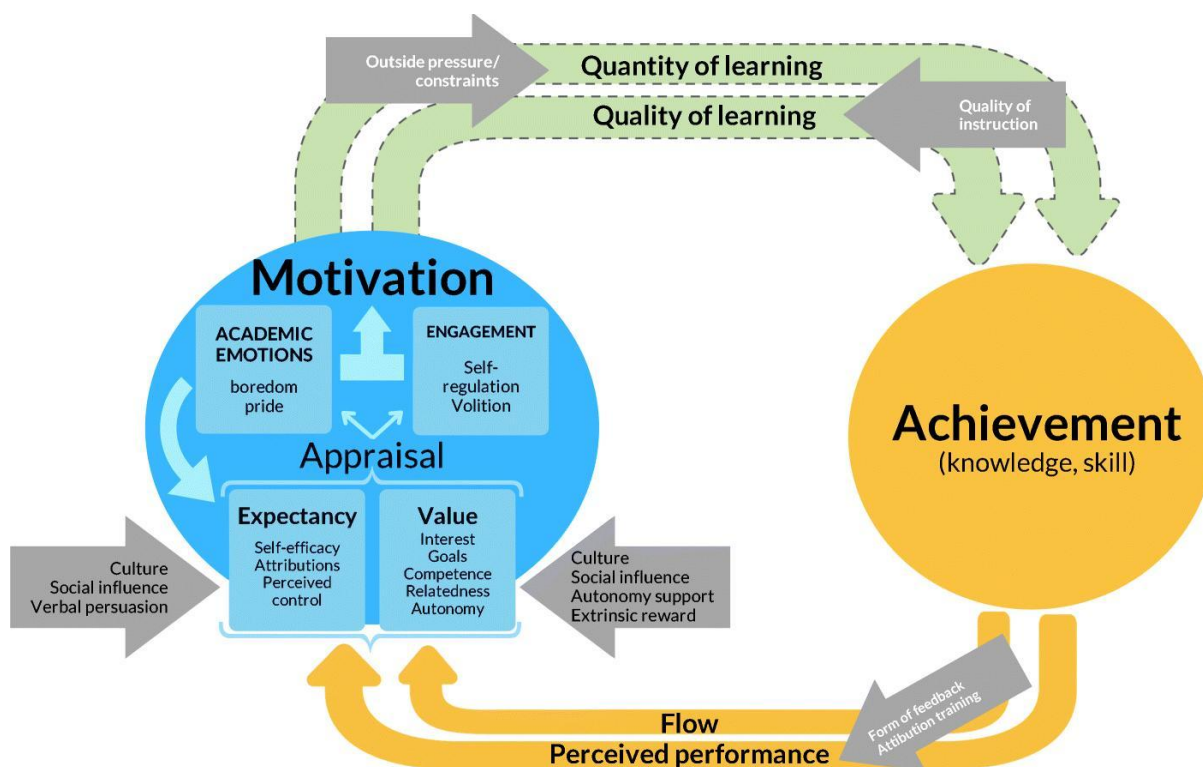 Outside pressure/
constraints
Quantity of learning
Quality of learning
Quality of
instruction
Motivation
ACADEMIC
EMOTIONS
boredom
pride
ENGAGEMENT
Self-
regulation
Volition
Appraisal
Expectancy
Self-efficacy
Attributions
Perceived
control
Value
Interest
Goals
Competence
Relatedness
Autonomy
Culture
Social influence
Verbal persuasion
Culture
Social influence
Autonomy support
Extrinsic reward
Achievement
(knowledge, skill)
Form of feedback
Attibution training
Flow
Perceived performance